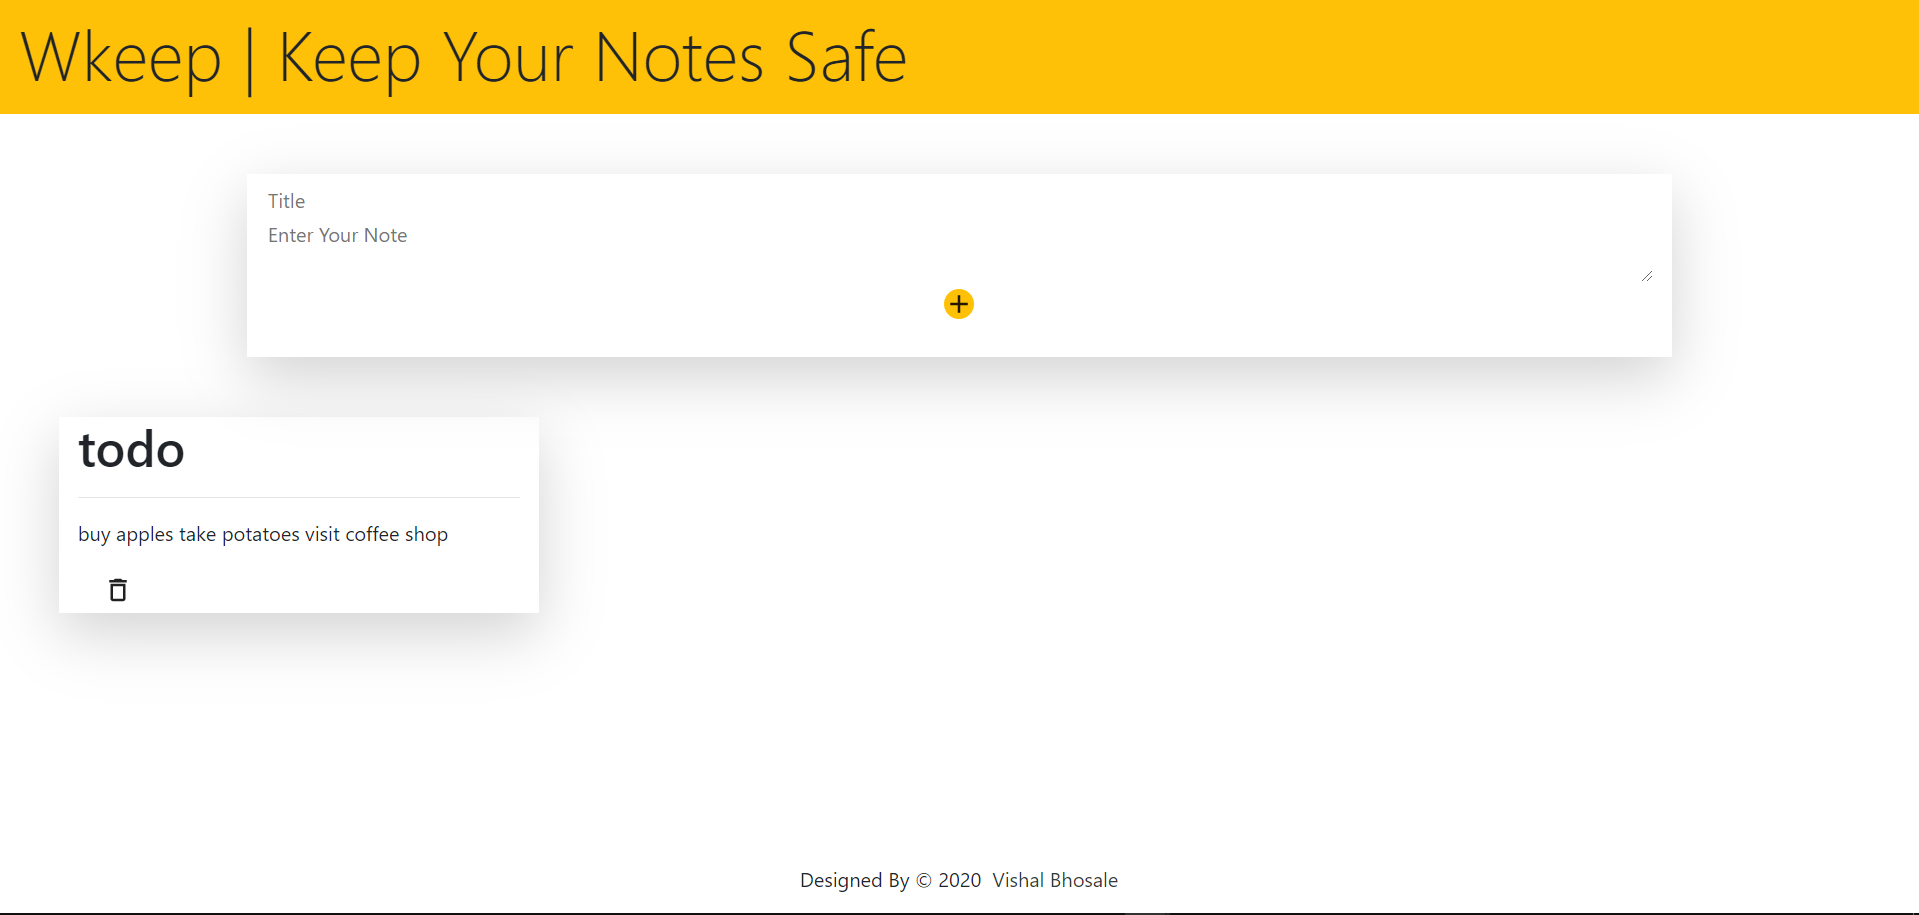 Wkeep | Keep Your Notes Safe
Title
Enter Your Note
todo
buy apples take potatoes visit coffee shop
Designed By © 2020 Vishal Bhosale